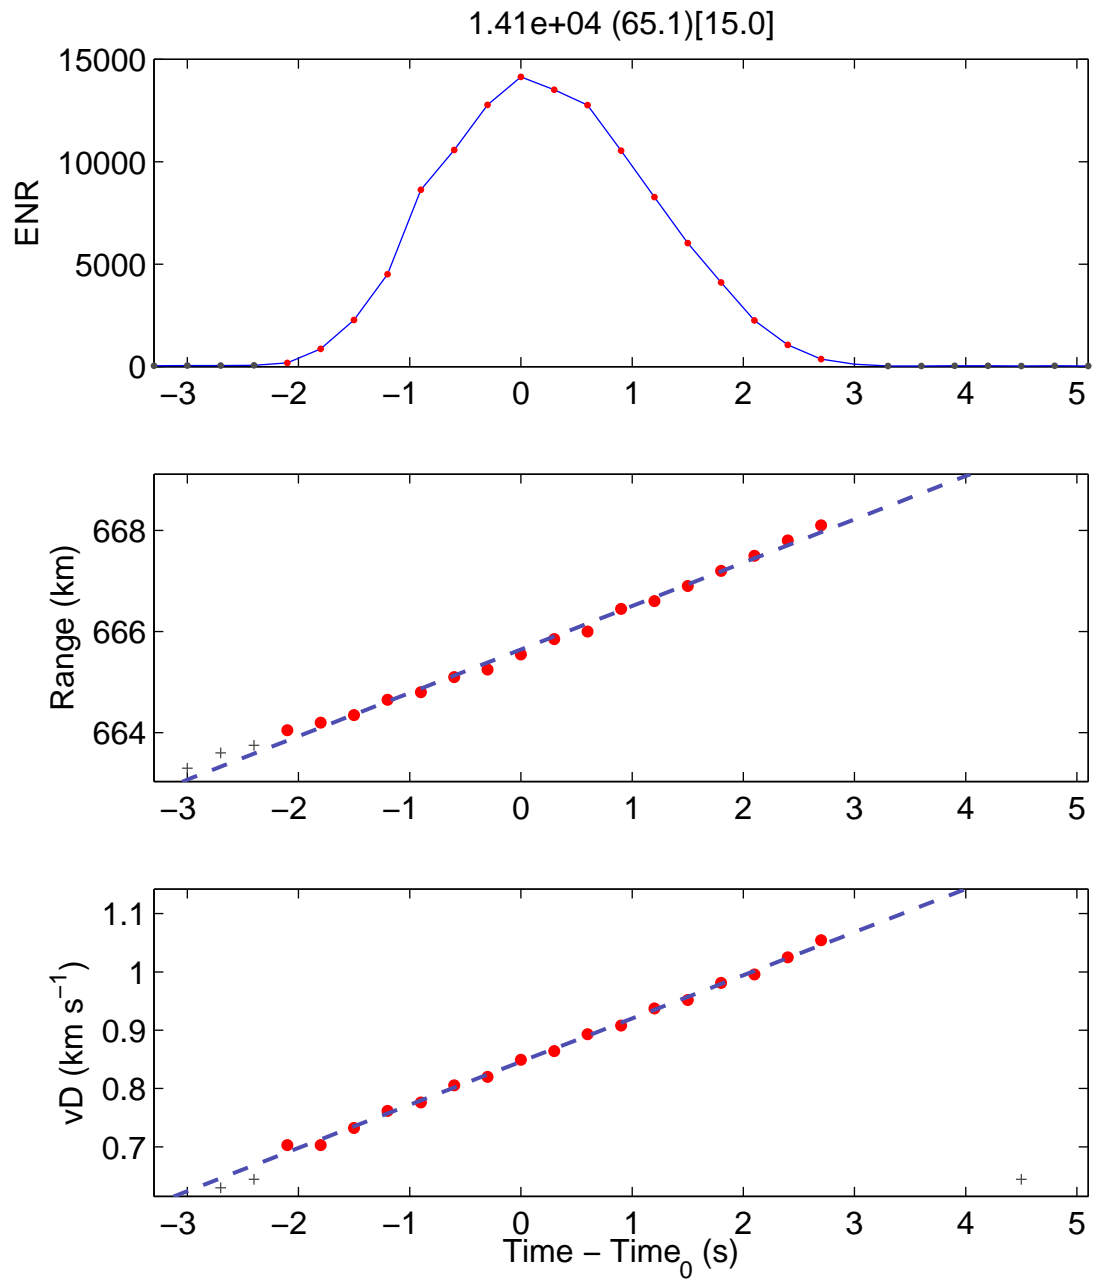 1.41e+04 (65.1)[15.0]
15000
10000
5000
0
ENR
−3 −2 −1 0 1 2 3 4 5
668
666
664
Range (km)
−3 −2 −1 0 1 2 3 4 5
1.1
1
0.9
0.8
0.7
vD (km s−1)
−3 −2 −1 0 1 2 3 4 5
Time − Time0 (s)